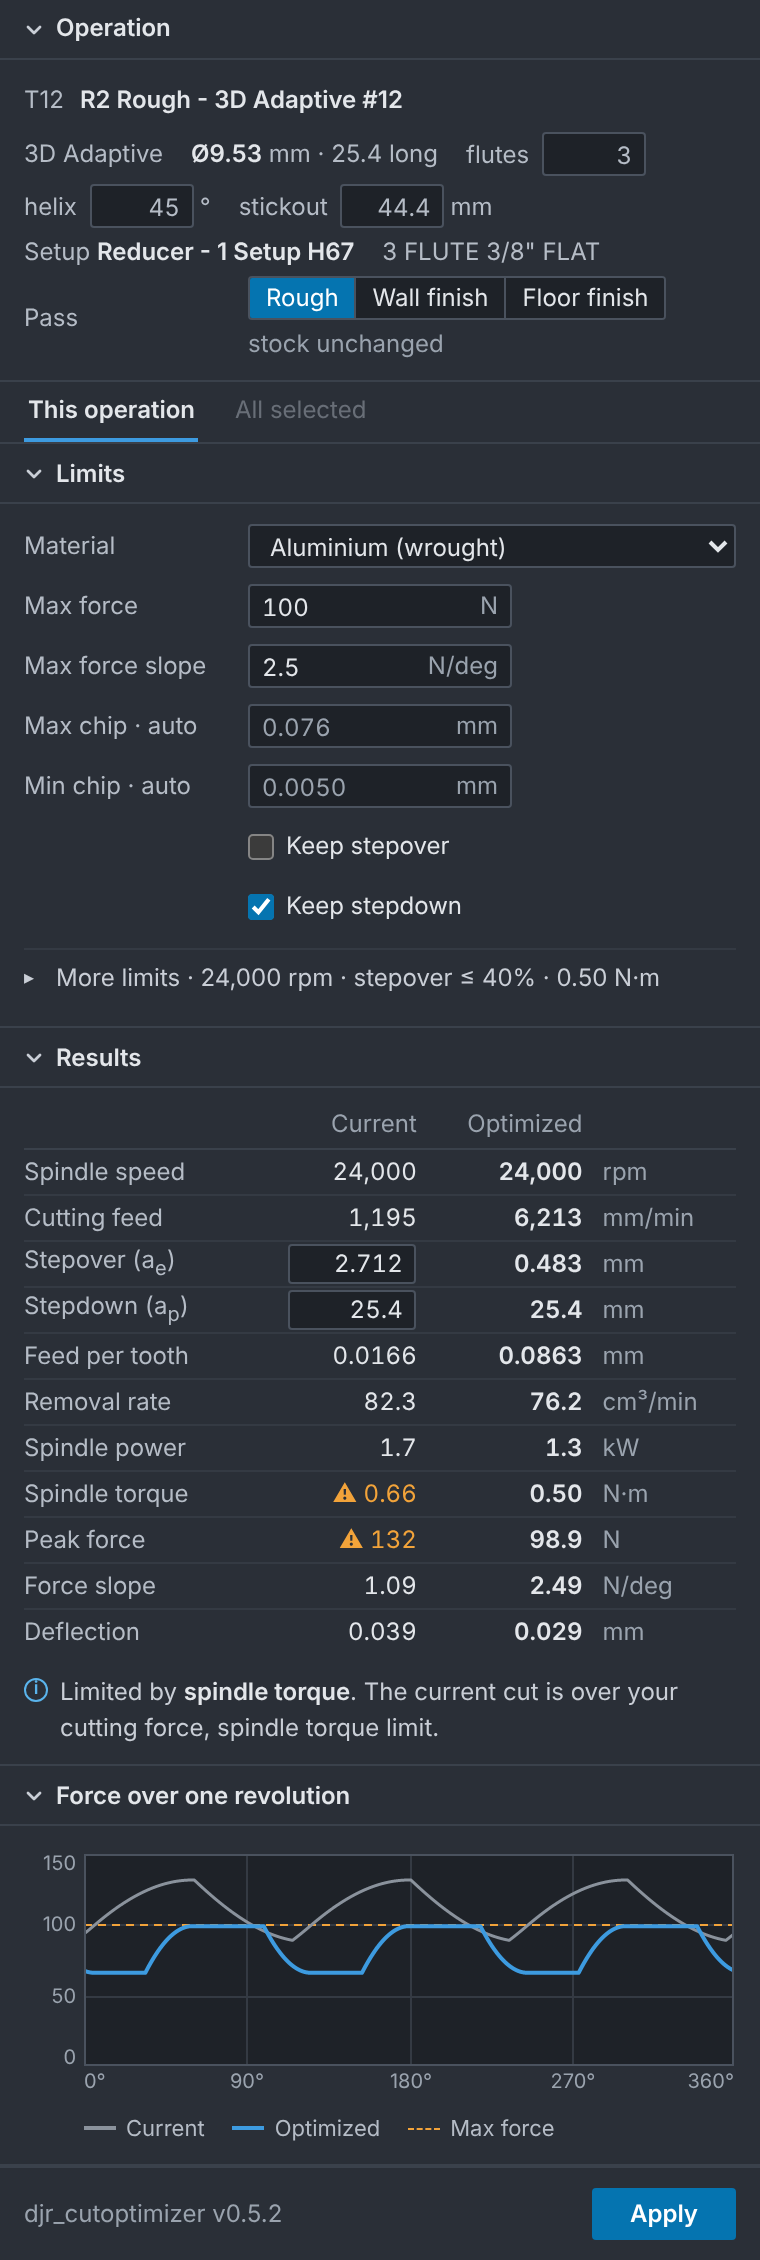 Operation
T12 R2 Rough - 3D Adaptive #12
3D Adaptive Ø9.53 mm · 25.4 long flutes 3
helix 45 ° stickout 44.4 mm
Setup Reducer - 1 Setup H67 3 FLUTE 3/8" FLAT
Pass Rough Wall finish Floor finish
stock unchanged
This operation All selected
Limits
Material Aluminium (wrought)
Max force 100 N
Max force slope 2.5 N/deg
Max chip · auto 0.076 mm
Min chip · auto 0.0050 mm
Keep stepover
Keep stepdown
More limits · 24,000 rpm · stepover ≤ 40% · 0.50 N·m
Results
Current Optimized
Spindle speed 24,000 24,000 rpm
Cutting feed 1,195 6,213 mm/min
Stepover (ae) 2.712 0.483 mm
Stepdown (ap) 25.4 25.4 mm
Feed per tooth 0.0166 0.0863 mm
Removal rate 82.3 76.2 cm³/min
Spindle power 1.7 1.3 kW
Spindle torque 0.66 0.50 N·m
Peak force 132 98.9 N
Force slope 1.09 2.49 N/deg
Deflection 0.039 0.029 mm
Limited by spindle torque. The current cut is over your
cutting force, spindle torque limit.
Force over one revolution
150
100
50
0
0° 90° 180° 270° 360°
Current Optimized Max force
djr_cutoptimizer v0.5.2 Apply